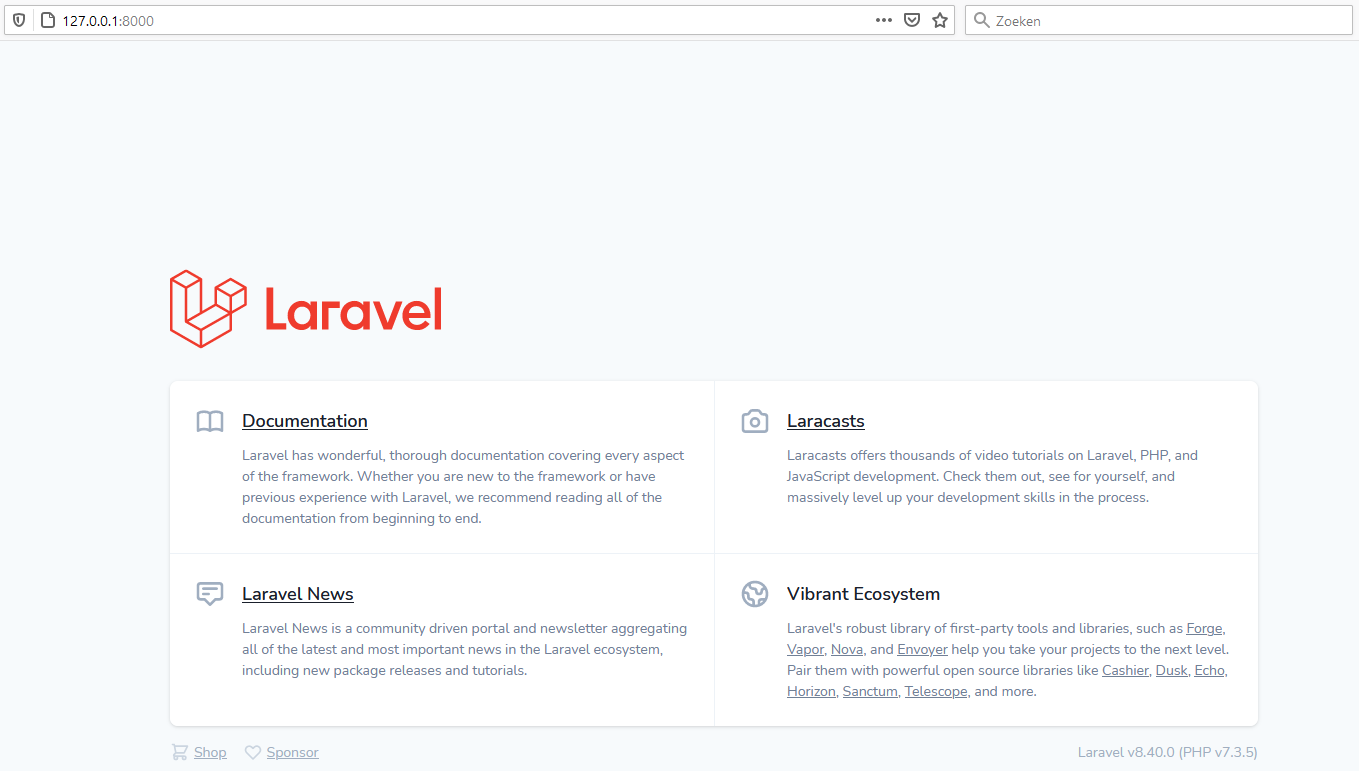 127.0.0.1:8000
Zoeken
Laravel
Documentation
Laravel has wonderful, thorough documentation covering every aspect
of the framework. Whether you are new to the framework or have
previous experience with Laravel, we recommend reading all of the
documentation from beginning to end.
Laracasts
Laracasts offers thousands of video tutorials on Laravel, PHP, and
JavaScript development. Check them out, see for yourself, and
massively level up your development skills in the process.
Laravel News
Laravel News is a community driven portal and newsletter aggregating
all of the latest and most important news in the Laravel ecosystem,
including new package releases and tutorials.
Vibrant Ecosystem
Laravel's robust library of first-party tools and libraries, such as Forge,
Vapor, Nova, and Envoyer help you take your projects to the next level.
Pair them with powerful open source libraries like Cashier, Dusk, Echo,
Horizon, Sanctum, Telescope, and more.
Shop
Sponsor
Laravel v8.40.0 (PHP v7.3.5)